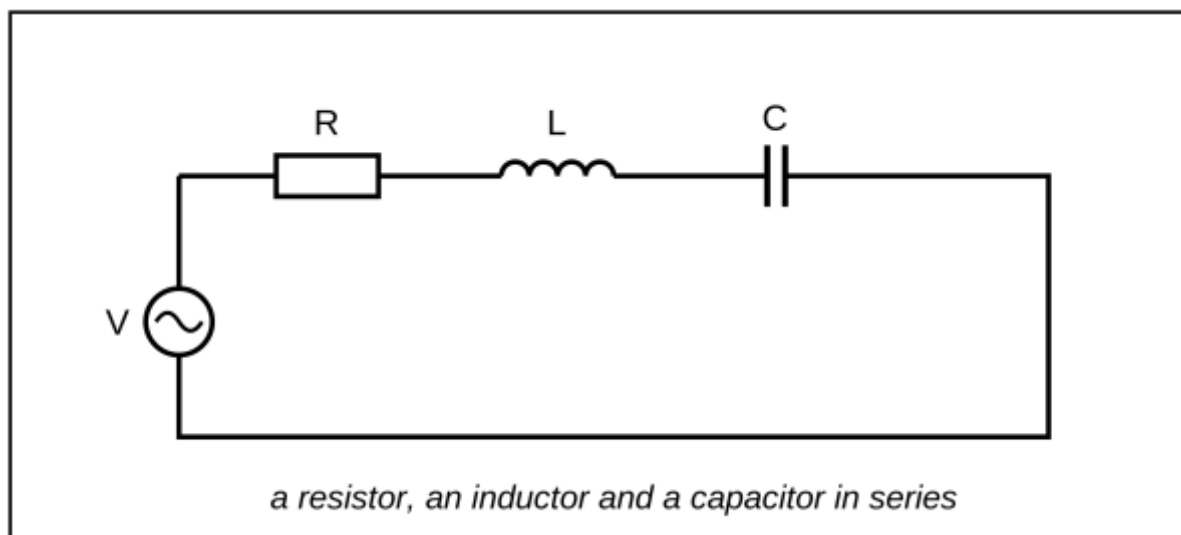 R
L
C
V
a resistor, an inductor and a capacitor in series